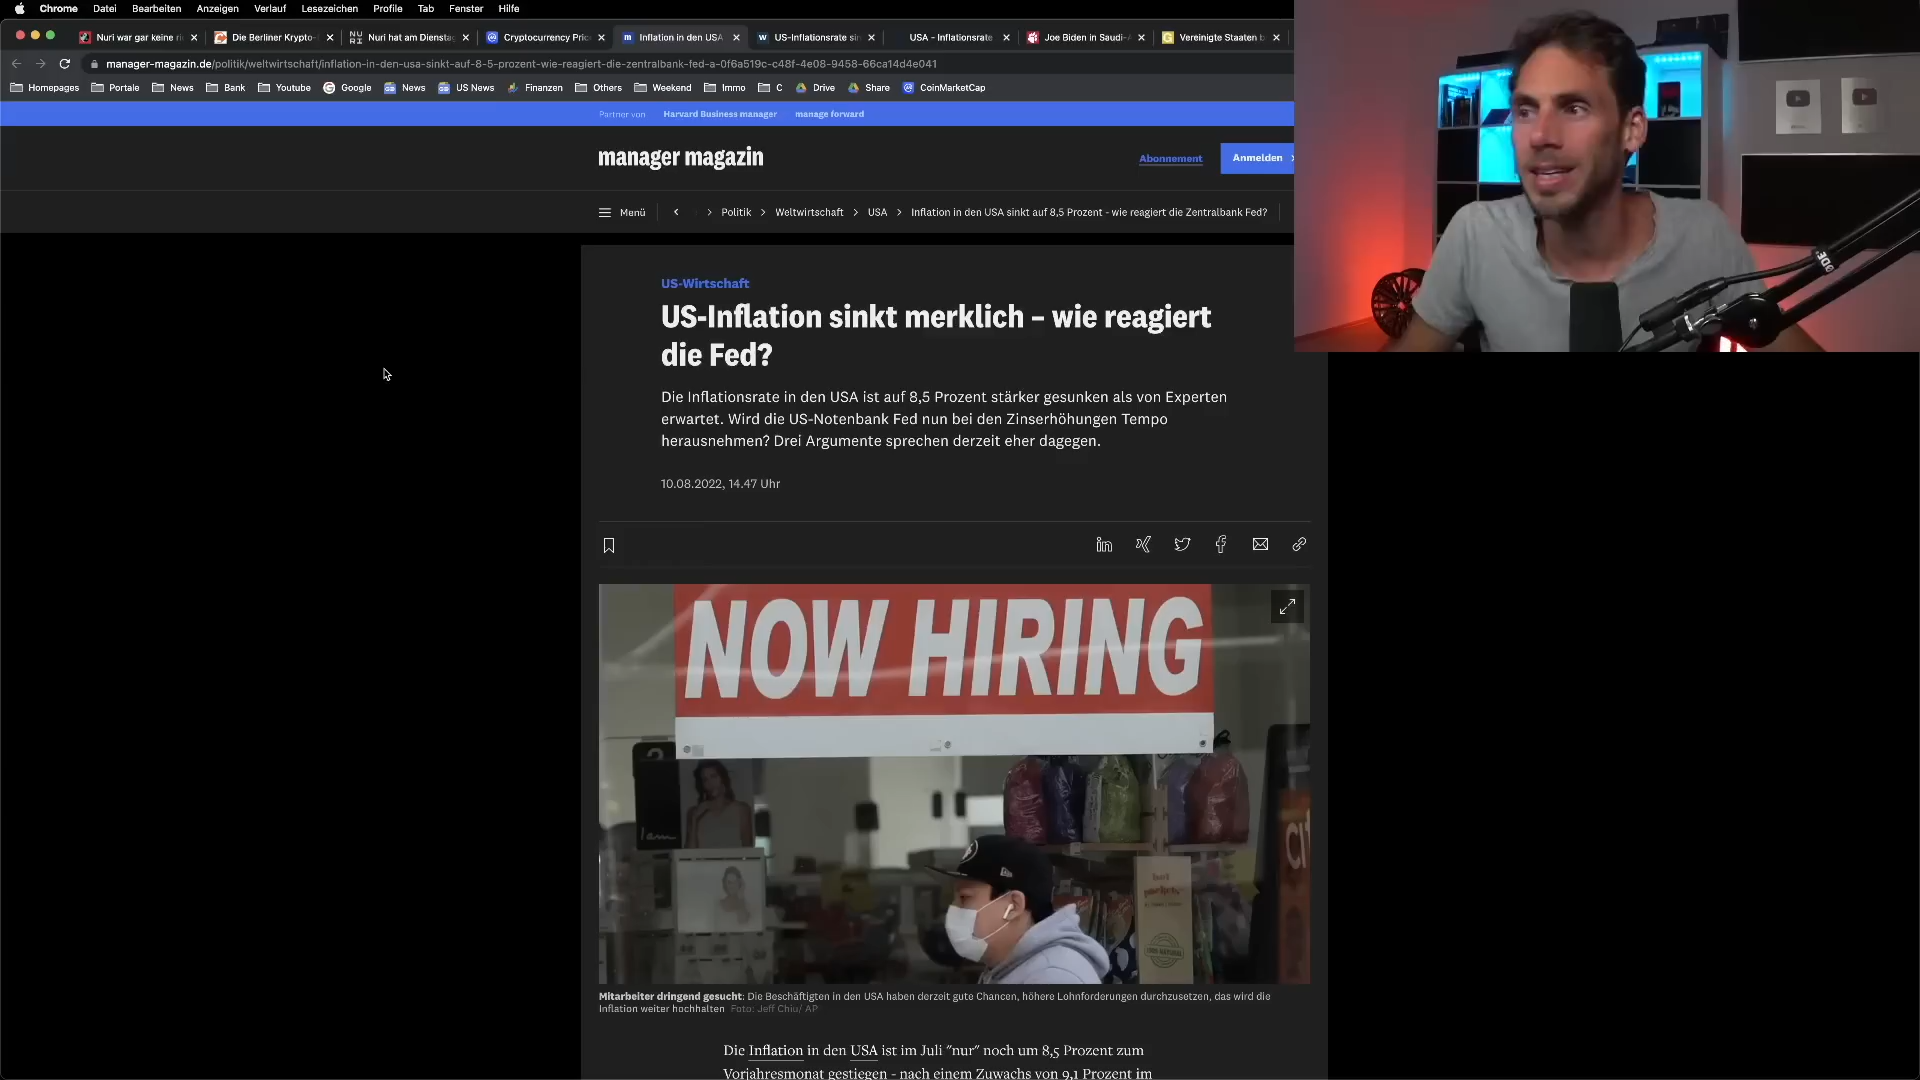 Chrome Datei Bearbeiten Anzeigen Verlauf Lesezeichen Profile Tab Fenster Hilfe
Nuri war gar keine Die Berliner Krypto- NURI Nuri hat am Dienstag Cryptocurrency Pric Inflation in den USA US-Inflationsrate USA - Inflationsrate Joe Biden in Saudi- Vereinigte Staaten
manager-magazin.de/politik/weltwirtschaft/inflation-in-den-usa-sinkt-auf-8-5-prozent-wie-reagiert-die-zentralbank-fed-a-0f6a519c-c48f-4e08-9458-66ca14d4e041
Homepages Portale News Bank Youtube Google News US News Finanzen Others Weekend Immo C Drive Share CoinMarketCap
Partner von Harvard Business manager manage forward
manager magazin
Abonnement Anmelden
Menü Politik Weltwirtschaft USA Inflation in den USA sinkt auf 8,5 Prozent - wie reagiert die Zentralbank Fed?
US-Wirtschaft
US-Inflation sinkt merklich – wie reagiert
die Fed?
Die Inflationsrate in den USA ist auf 8,5 Prozent stärker gesunken als von Experten
erwartet. Wird die US-Notenbank Fed nun bei den Zinserhöhungen Tempo
herausnehmen? Drei Argumente sprechen derzeit eher dagegen.
10.08.2022, 14.47 Uhr
NOW HIRING
Mitarbeiter dringend gesucht: Die Beschäftigten in den USA haben derzeit gute Chancen, höhere Lohnforderungen durchzusetzen, das wird die
Inflation weiter hochhalten Foto: Jeff Chiu/ AP
Die Inflation in den USA ist im Juli "nur" noch um 8,5 Prozent zum
Vorjahresmonat gestiegen - nach einem Zuwachs von 9,1 Prozent im